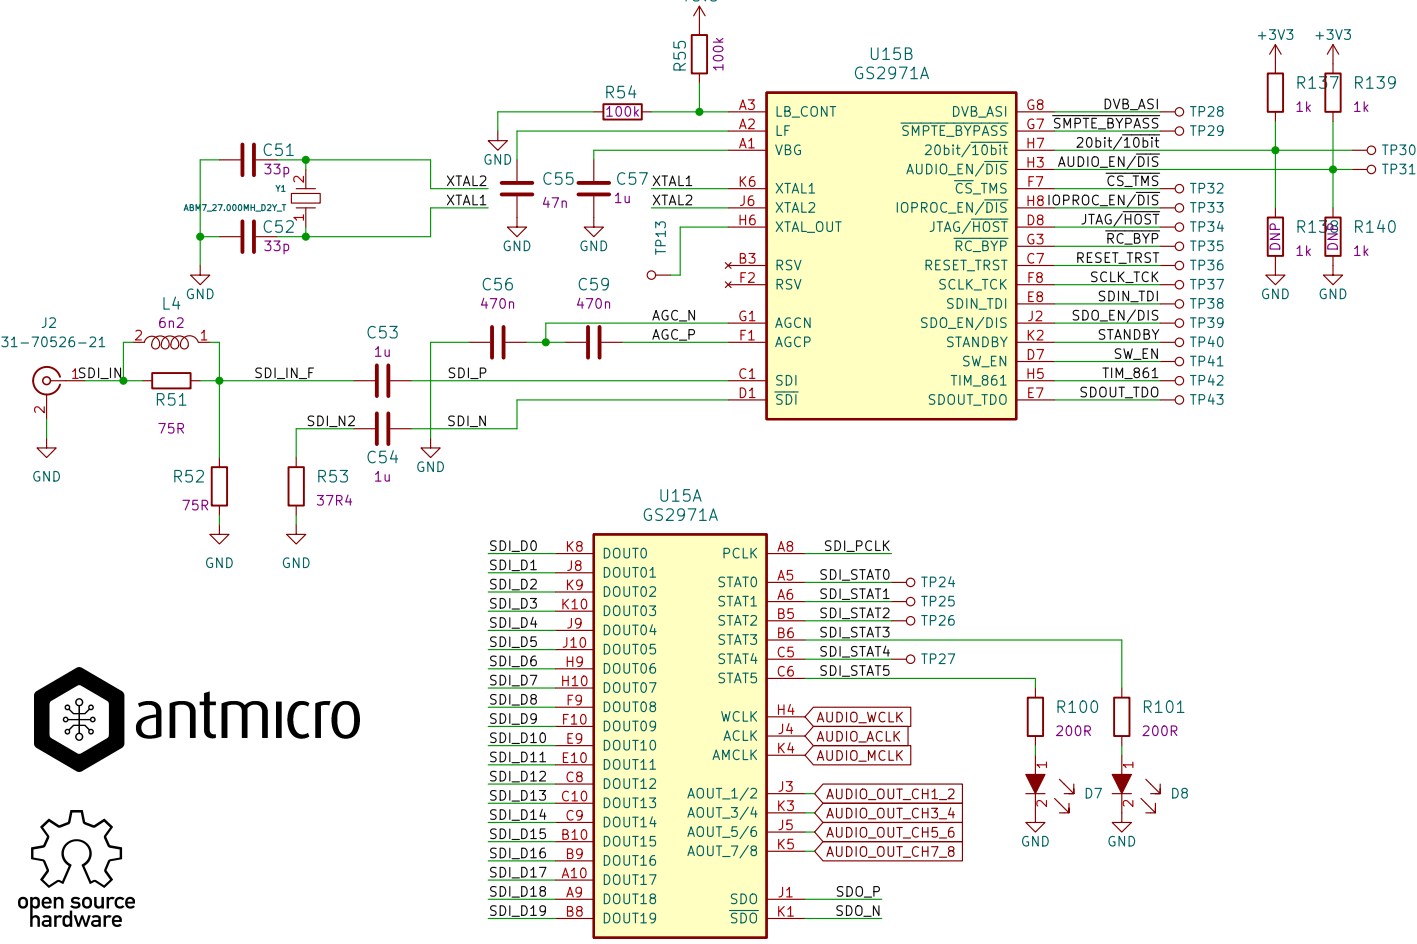 +3V3 +3V3
R55
100k
U15B
GS2971A
R54
100k
GND
A3 LB_CONT
A2 LF
A1 VBG
K6 XTAL1
J6 XTAL2
H6 XTAL_OUT
B3 RSV
F2 RSV
G1 AGCN
F1 AGCP
C1 SDI
D1 SDI
DVB_ASI G8 DVB_ASI TP28
SMPTE_BYPASS G7 SMPTE_BYPASS TP29
20bit/10bit H7 20bit/10bit TP30
AUDIO_EN/DIS H3 AUDIO_EN/DIS TP31
CS_TMS F7 CS_TMS TP32
IOPROC_EN/DIS H8 IOPROC_EN/DIS TP33
JTAG/HOST D8 JTAG/HOST TP34
RC_BYP G3 RC_BYP TP35
RESET_TRST C7 RESET_TRST TP36
SCLK_TCK F8 SCLK_TCK TP37
SDIN_TDI E8 SDIN_TDI TP38
SDO_EN/DIS J2 SDO_EN/DIS TP39
STANDBY K2 STANDBY TP40
SW_EN D7 SW_EN TP41
TIM_861 H5 TIM_861 TP42
SDOUT_TDO E7 SDOUT_TDO TP43
R137
1k
R139
1k
R138
DNP
1k
R140
DNP
1k
GND GND
C51
33p
2
Y1
ABM7_27.000MH_D2Y_T
1
C52
33p
GND
XTAL2
XTAL1
C55
47n
GND
C57
1u
GND
XTAL1
XTAL2
TP13
C56
470n
C59
470n
AGC_N
AGC_P
GND
J2
31-70526-21
1
2
GND
SDI_IN
L4
6n2
2 1
R51
75R
SDI_IN_F
C53
1u
SDI_P
SDI_N2
C54
1u
SDI_N
R52
75R
GND
R53
37R4
GND
U15A
GS2971A
SDI_D0 K8 DOUT0
SDI_D1 J8 DOUT01
SDI_D2 K9 DOUT02
SDI_D3 K10 DOUT03
SDI_D4 J9 DOUT04
SDI_D5 J10 DOUT05
SDI_D6 H9 DOUT06
SDI_D7 H10 DOUT07
SDI_D8 F9 DOUT08
SDI_D9 F10 DOUT09
SDI_D10 E9 DOUT10
SDI_D11 E10 DOUT11
SDI_D12 C8 DOUT12
SDI_D13 C10 DOUT13
SDI_D14 C9 DOUT14
SDI_D15 B10 DOUT15
SDI_D16 B9 DOUT16
SDI_D17 A10 DOUT17
SDI_D18 A9 DOUT18
SDI_D19 B8 DOUT19
PCLK A8 SDI_PCLK
STAT0 A5 SDI_STAT0 TP24
STAT1 A6 SDI_STAT1 TP25
STAT2 B5 SDI_STAT2 TP26
STAT3 B6 SDI_STAT3
STAT4 C5 SDI_STAT4 TP27
STAT5 C6 SDI_STAT5
WCLK H4 AUDIO_WCLK
ACLK J4 AUDIO_ACLK
AMCLK K4 AUDIO_MCLK
AOUT_1/2 J3 AUDIO_OUT_CH1_2
AOUT_3/4 K3 AUDIO_OUT_CH3_4
AOUT_5/6 J5 AUDIO_OUT_CH5_6
AOUT_7/8 K5 AUDIO_OUT_CH7_8
SDO J1 SDO_P
SDO K1 SDO_N
R100
200R
1
D7
2
GND
R101
200R
1
D8
2
GND
antmicro
open source
hardware